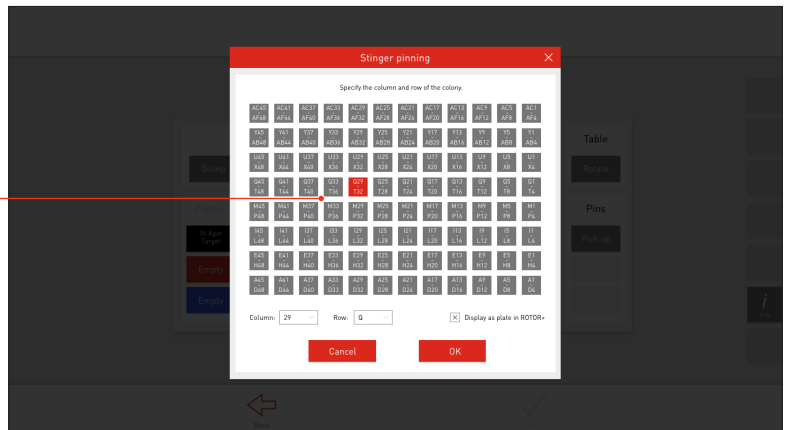 Stinger pinning
Specify the column and row of the colony.
AC45 AC41 AC37 AC33 AC29 AC25 AC21 AC17 AC13 AC9 AC5 AC1
- - - - - - - - - - - -
AF48 AF44 AF40 AF36 AF32 AF28 AF24 AF20 AF16 AF12 AF8 AF4
Y45 Y41 Y37 Y33 Y29 Y25 Y21 Y17 Y13 Y9 Y5 Y1
- - - - - - - - - - - -
AB48 AB44 AB40 AB36 AB32 AB28 AB24 AB20 AB16 AB12 AB8 AB4
Table
U45 U41 U37 U33 U29 U25 U21 U17 U13 U9 U5 U1
- - - - - - - - - - - -
X48 X44 X40 X36 X32 X28 X24 X20 X16 X12 X8 X4
Dump
Rotate
Q45 Q41 Q37 Q33 Q29 Q25 Q21 Q17 Q13 Q9 Q5 Q1
- - - - - - - - - - - -
T48 T44 T40 T36 T32 T28 T24 T20 T16 T12 T8 T4
M45 M41 M37 M33 M29 M25 M21 M17 M13 M9 M5 M1
- - - - - - - - - - - -
P48 P44 P40 P36 P32 P28 P24 P20 P16 P12 P8 P4
Pins
I45 I41 I37 I33 I29 I25 I21 I17 I13 I9 I5 I1
- - - - - - - - - - - -
L48 L44 L40 L36 L32 L28 L24 L20 L16 L12 L8 L4
96 Agar
Target
Pick up
E45 E41 E37 E33 E29 E25 E21 E17 E13 E9 E5 E1
- - - - - - - - - - - -
H48 H44 H40 H36 H32 H28 H24 H20 H16 H12 H8 H4
Empty
A45 A41 A37 A33 A29 A25 A21 A17 A13 A9 A5 A1
- - - - - - - - - - - -
D48 D44 D40 D33 D32 D28 D24 D20 D16 D12 D8 D4
Empty
i
Info
Column: 29 Row: Q Display as plate in ROTOR+
Cancel OK
Back